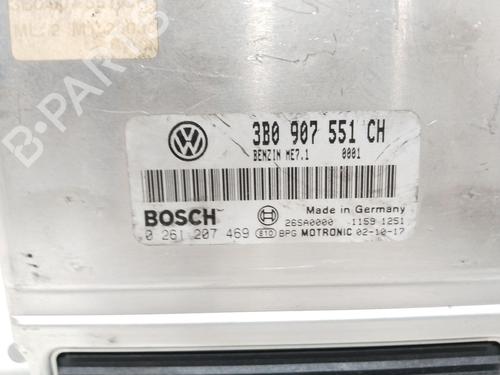 3B0 907 551 CH
BENZIN ME7.1 0001
BOSCH
Made in Germany
26SA0000 1159 1251
0 261 207 469 810 BPG MOTRONIC 02-10-17
B-PARTS